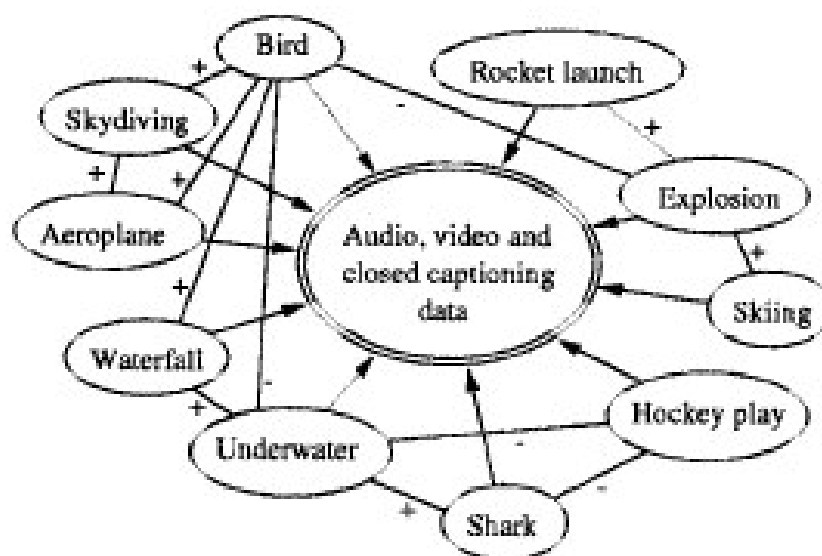 Bird
Rocket launch
+
-
+
Skydiving
+
+
Explosion
Aeroplane
Audio, video and
closed captioning
data
+
+
Skiing
Waterfall
+
-
Hockey play
Underwater
-
-
+
Shark